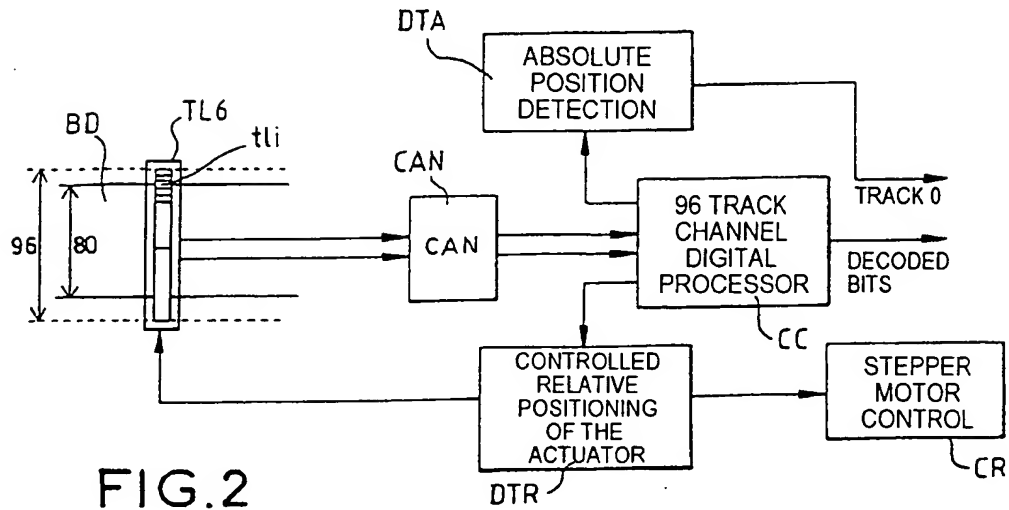 DTA
ABSOLUTE
POSITION
DETECTION
BD
TL6
tli
CAN
CAN
96
80
96 TRACK
CHANNEL
DIGITAL
PROCESSOR
TRACK 0
DECODED
BITS
CC
CONTROLLED
RELATIVE
POSITIONING
OF THE
ACTUATOR
DTR
STEPPER
MOTOR
CONTROL
CR
FIG.2